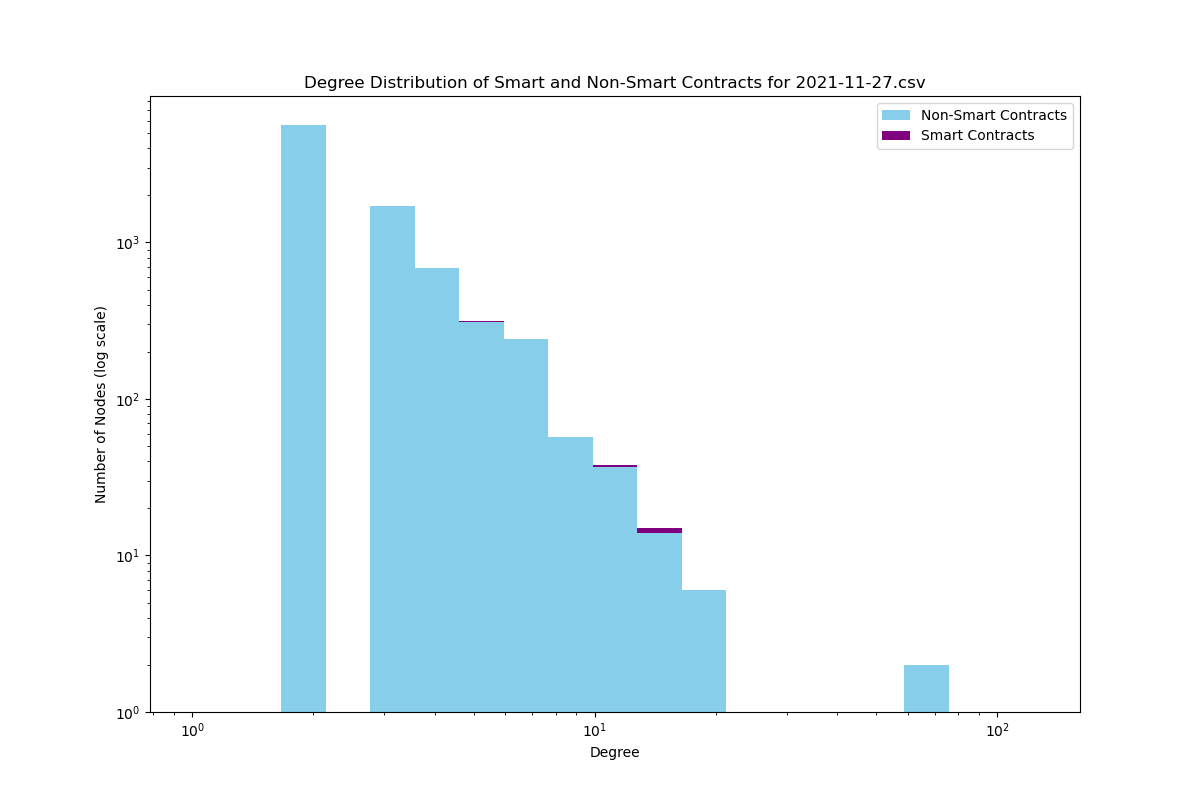 Degree Distribution of Smart and Non-Smart Contracts for 2021-11-27.csv
Non-Smart Contracts
Smart Contracts
Number of Nodes (log scale)
10³
10²
10¹
10⁰
10⁰ 10¹ 10²
Degree